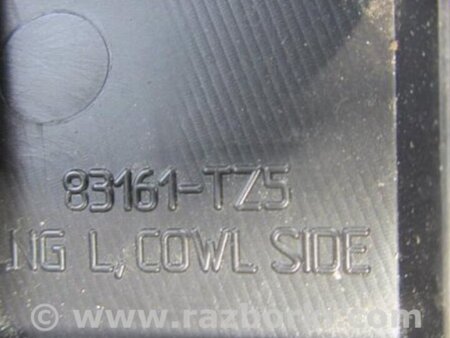 83161-TZ5
NG L, COWL SIDE
www.razborka.com